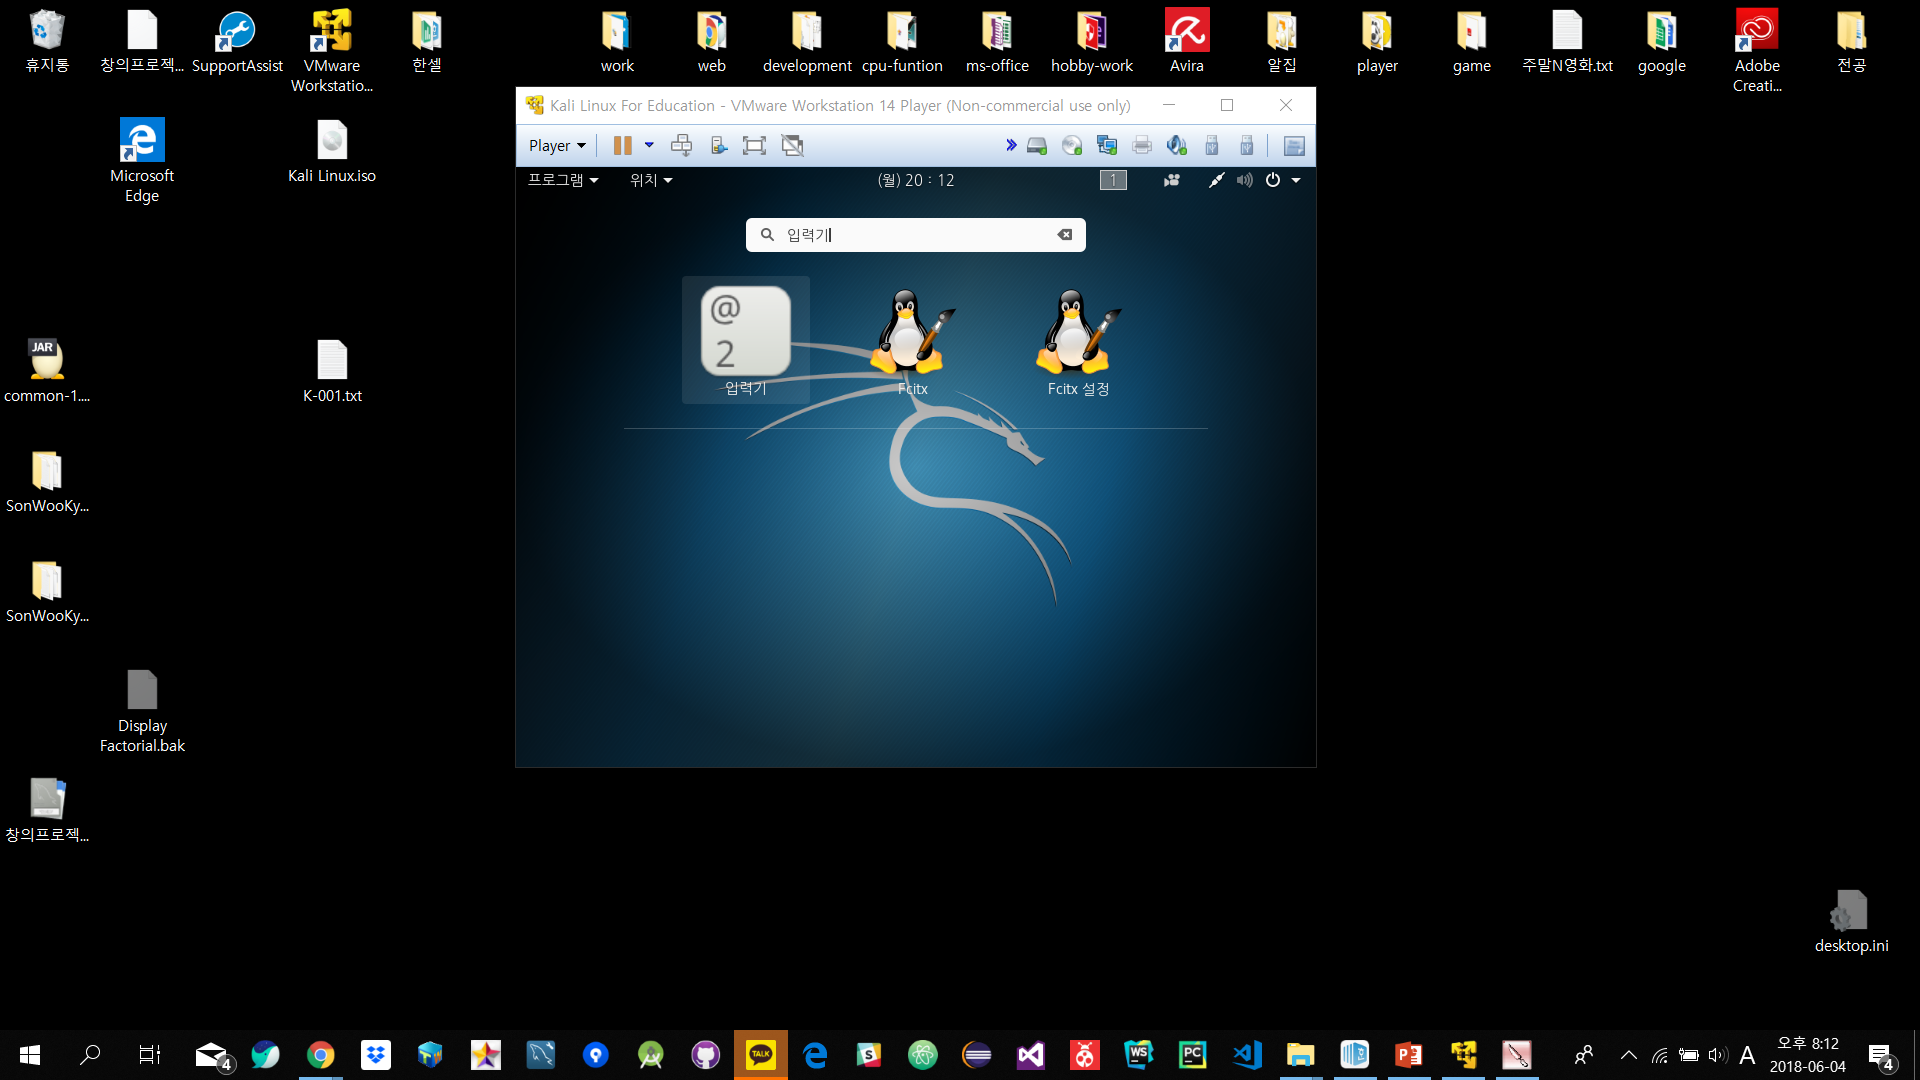 휴지통
창의프로젝...
SupportAssist
VMware
Workstatio...
한셀
work
web
development
cpu-funtion
ms-office
hobby-work
Avira
알집
player
game
주말N영화.txt
google
Adobe
Creati...
전공
Microsoft
Edge
Kali Linux.iso
Kali Linux For Education - VMware Workstation 14 Player (Non-commercial use only)
Player
프로그램
위치
(월) 20 : 12
1
입력기
@
2
입력기
Fcitx
Fcitx 설정
JAR
common-1....
K-001.txt
SonWooKy...
SonWooKy...
Display
Factorial.bak
창의프로젝...
desktop.ini
4
TALK
S
WS
PC
A
오후 8:12
2018-06-04
4